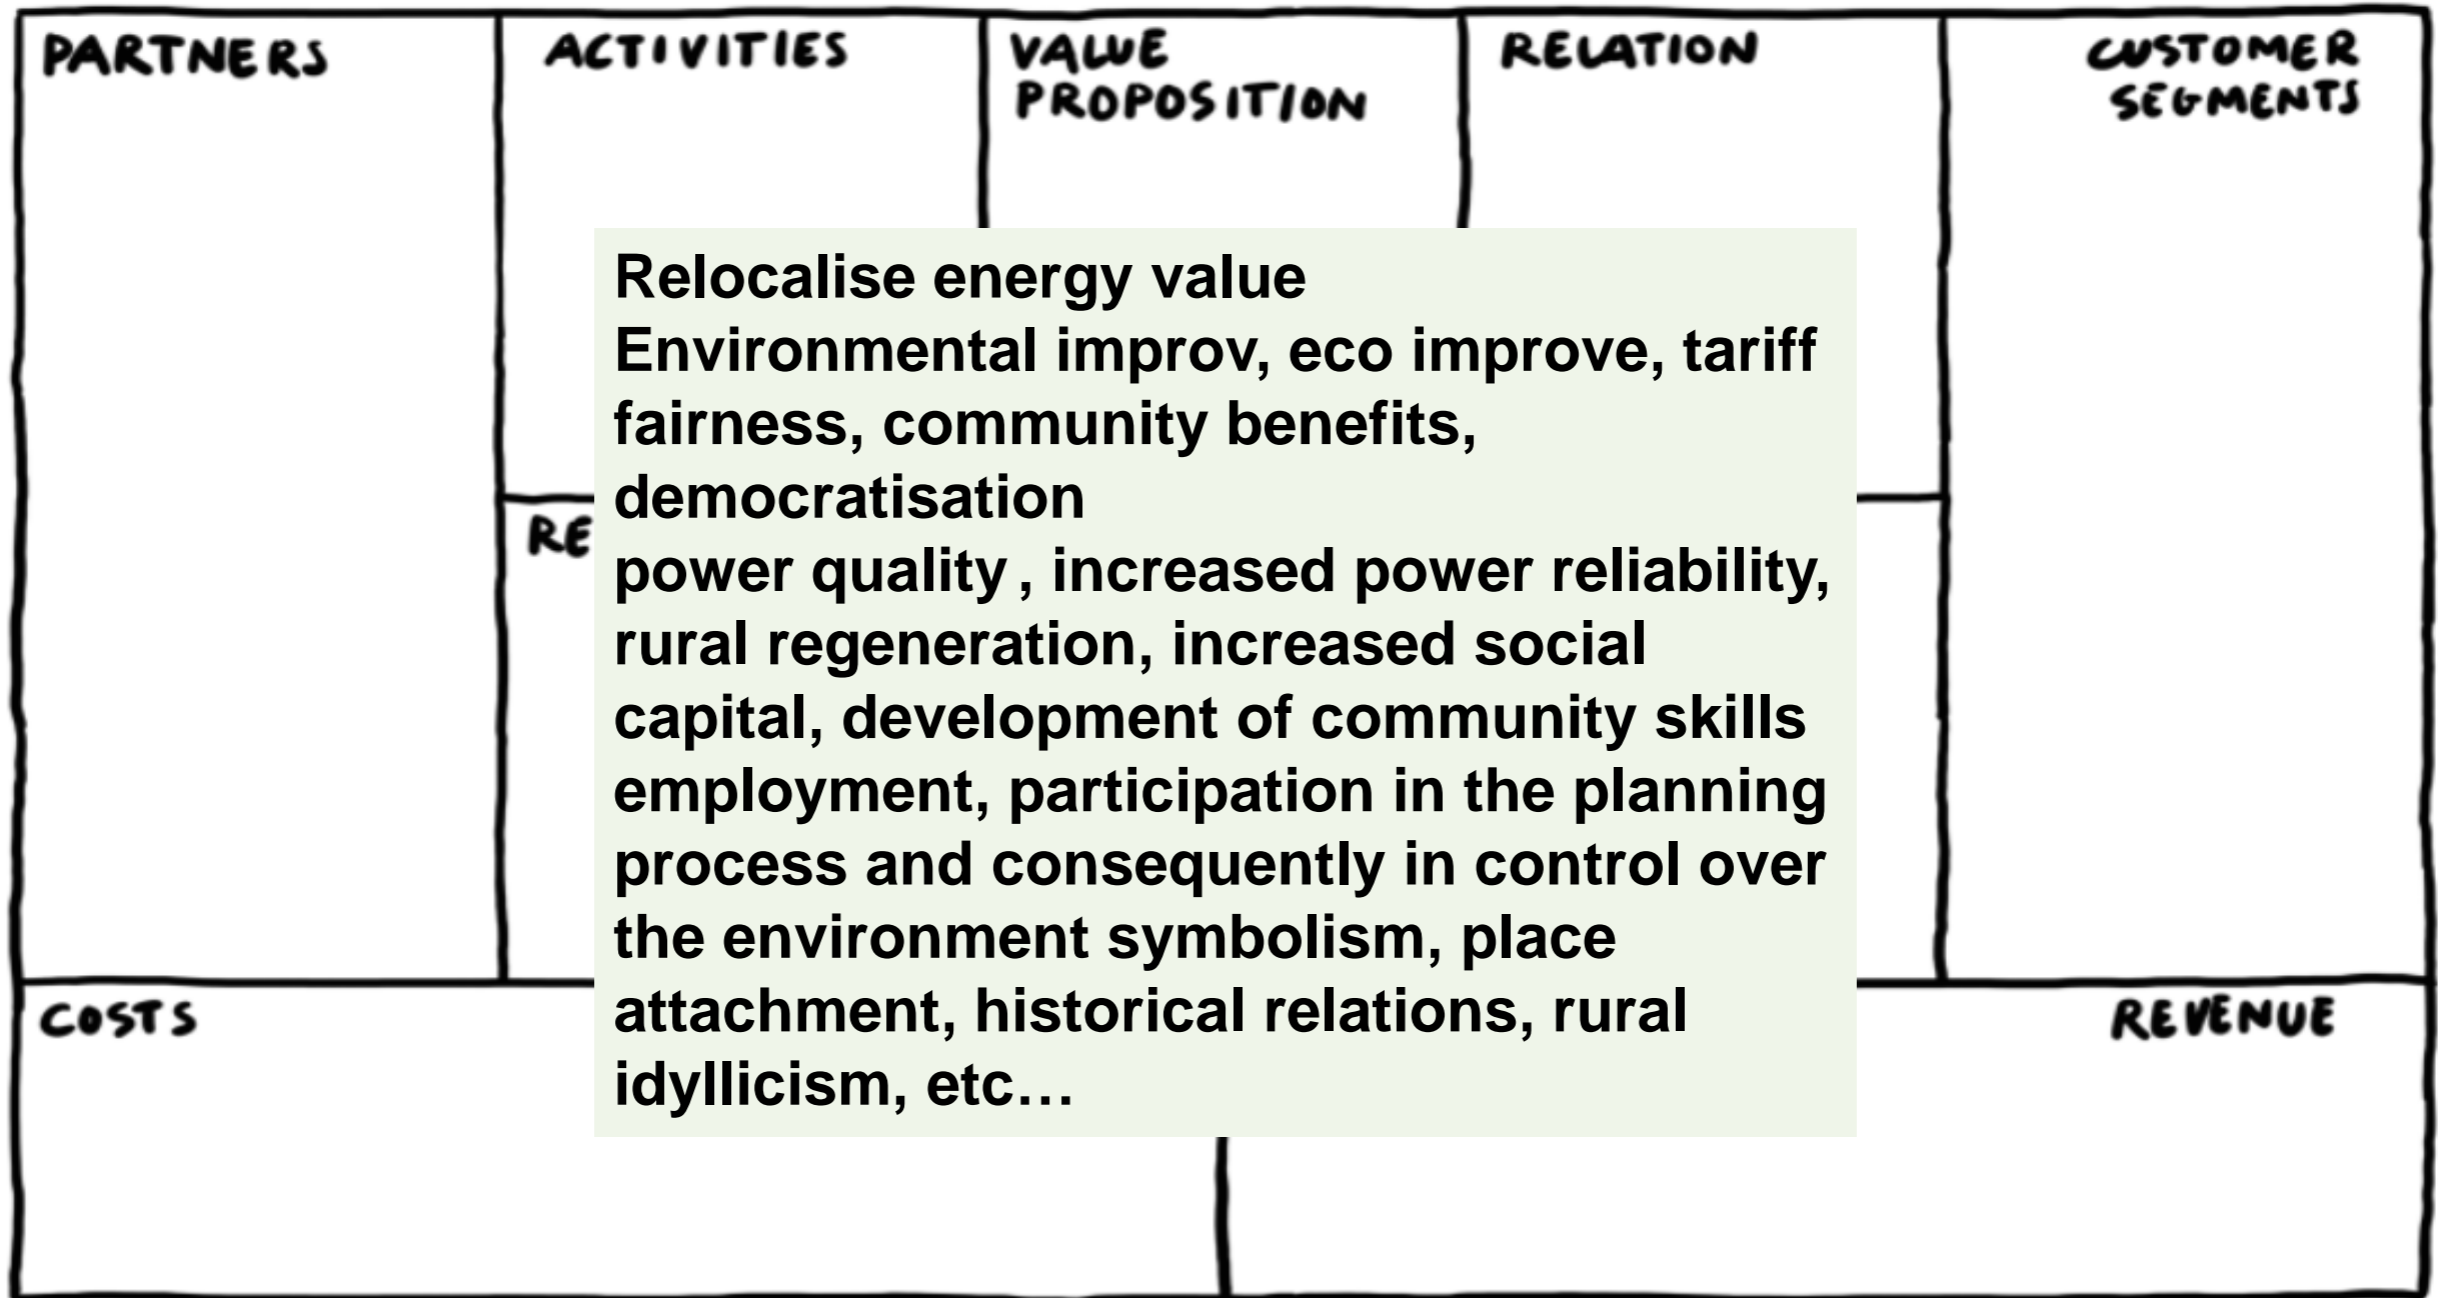 PARTNERS
ACTIVITIES
VALUE
PROPOSITION
RELATION
CUSTOMER
SEGMENTS
Relocalise energy value
Environmental improv, eco improve, tariff
fairness, community benefits,
democratisation
power quality , increased power reliability,
rural regeneration, increased social
capital, development of community skills
employment, participation in the planning
process and consequently in control over
the environment symbolism, place
attachment, historical relations, rural
idyllicism, etc…
RE
COSTS
REVENUE